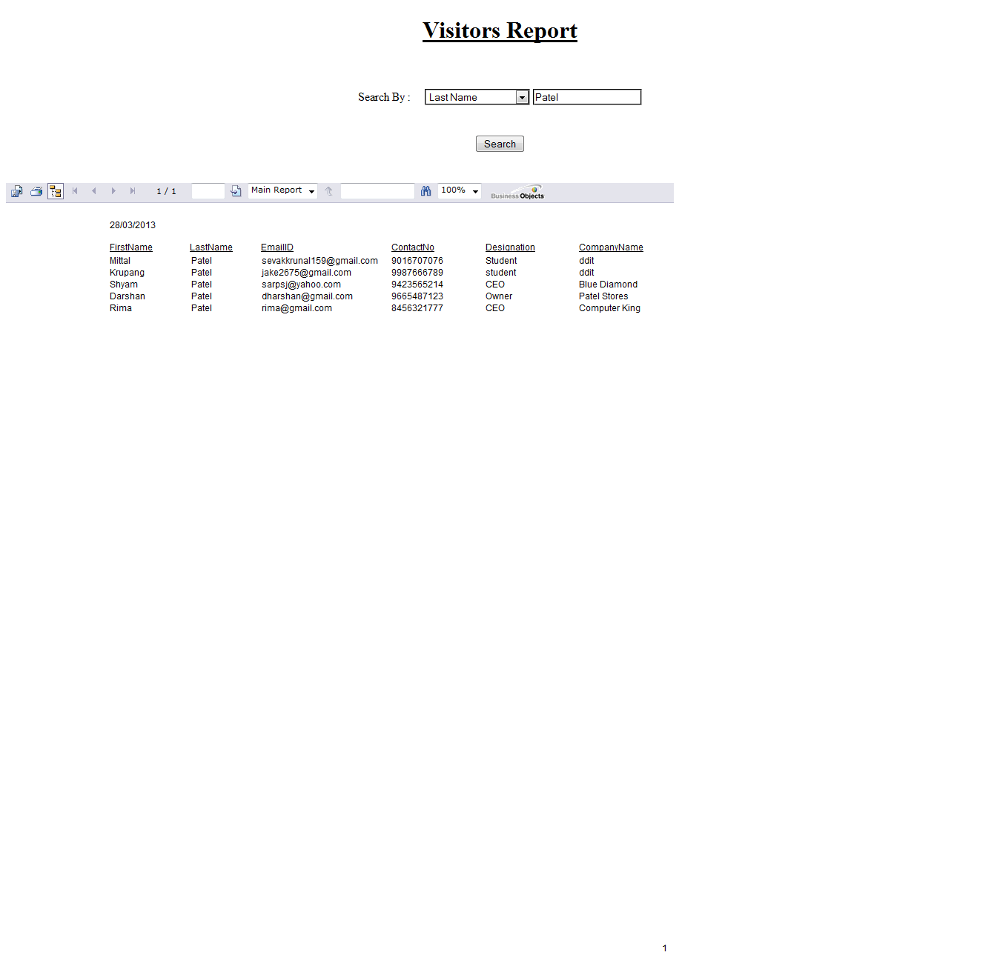 Visitors Report
Search By : Last Name Patel
Search
1 / 1 Main Report 100% Business Objects
28/03/2013
FirstName LastName EmailID ContactNo Designation CompanyName
Mittal Patel sevakkrunal159@gmail.com 9016707076 Student ddit
Krupang Patel jake2675@gmail.com 9987666789 student ddit
Shyam Patel sarpsj@yahoo.com 9423565214 CEO Blue Diamond
Darshan Patel dharshan@gmail.com 9665487123 Owner Patel Stores
Rima Patel rima@gmail.com 8456321777 CEO Computer King
1